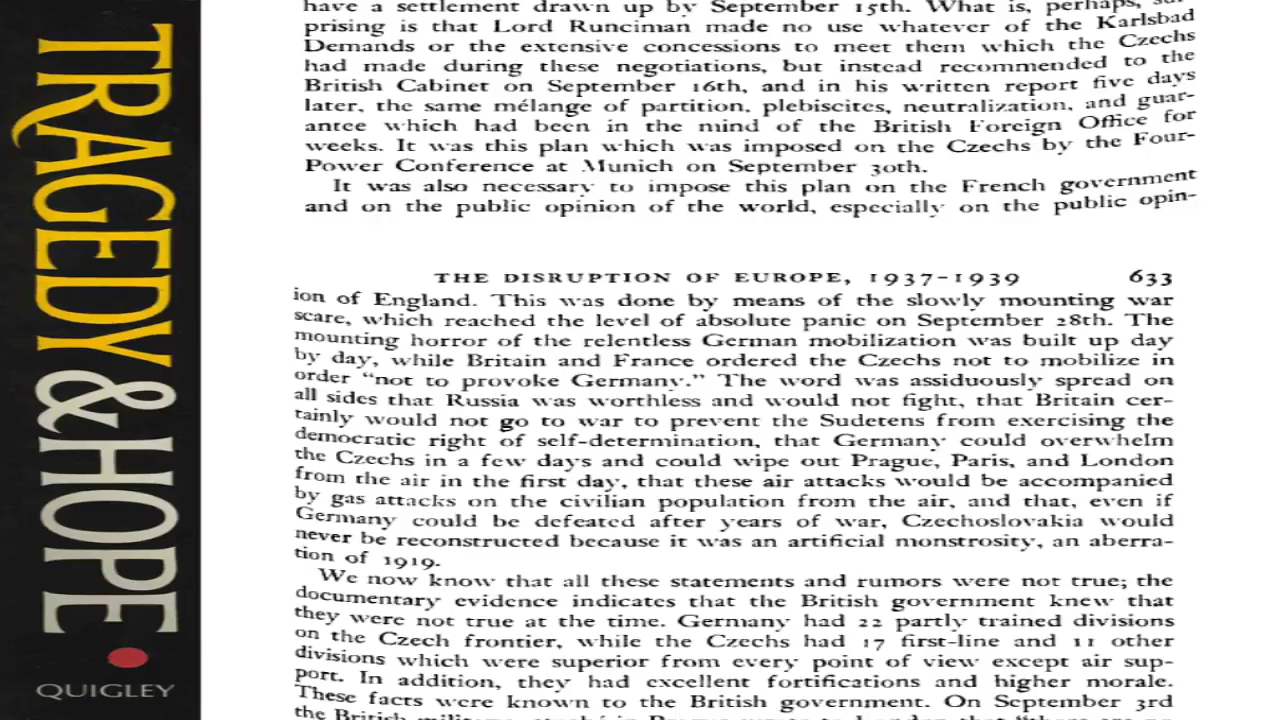 TRAGEDY & HOPE
QUIGLEY
have a settlement drawn up by September 15th. What is, perhaps, sur-
prising is that Lord Runciman made no use whatever of the Karlsbad
Demands or the extensive concessions to meet them which the Czechs
had made during these negotiations, but instead recommended to the
British Cabinet on September 16th, and in his written report five days
later, the same mélange of partition, plebiscites, neutralization, and guar-
antee which had been in the mind of the British Foreign Office for
weeks. It was this plan which was imposed on the Czechs by the Four-
Power Conference at Munich on September 30th.
It was also necessary to impose this plan on the French government
and on the public opinion of the world, especially on the public opin-
THE DISRUPTION OF EUROPE, 1937-1939 633
ion of England. This was done by means of the slowly mounting war
scare, which reached the level of absolute panic on September 28th. The
mounting horror of the relentless German mobilization was built up day
by day, while Britain and France ordered the Czechs not to mobilize in
order "not to provoke Germany." The word was assiduously spread on
all sides that Russia was worthless and would not fight, that Britain cer-
tainly would not go to war to prevent the Sudetens from exercising the
democratic right of self-determination, that Germany could overwhelm
the Czechs in a few days and could wipe out Prague, Paris, and London
from the air in the first day, that these air attacks would be accompanied
by gas attacks on the civilian population from the air, and that, even if
Germany could be defeated after years of war, Czechoslovakia would
never be reconstructed because it was an artificial monstrosity, an aberra-
tion of 1919.
We now know that all these statements and rumors were not true; the
documentary evidence indicates that the British government knew that
they were not true at the time. Germany had 22 partly trained divisions
on the Czech frontier, while the Czechs had 17 first-line and 11 other
divisions which were superior from every point of view except air sup-
port. In addition, they had excellent fortifications and higher morale.
These facts were known to the British government. On September 3rd
the British